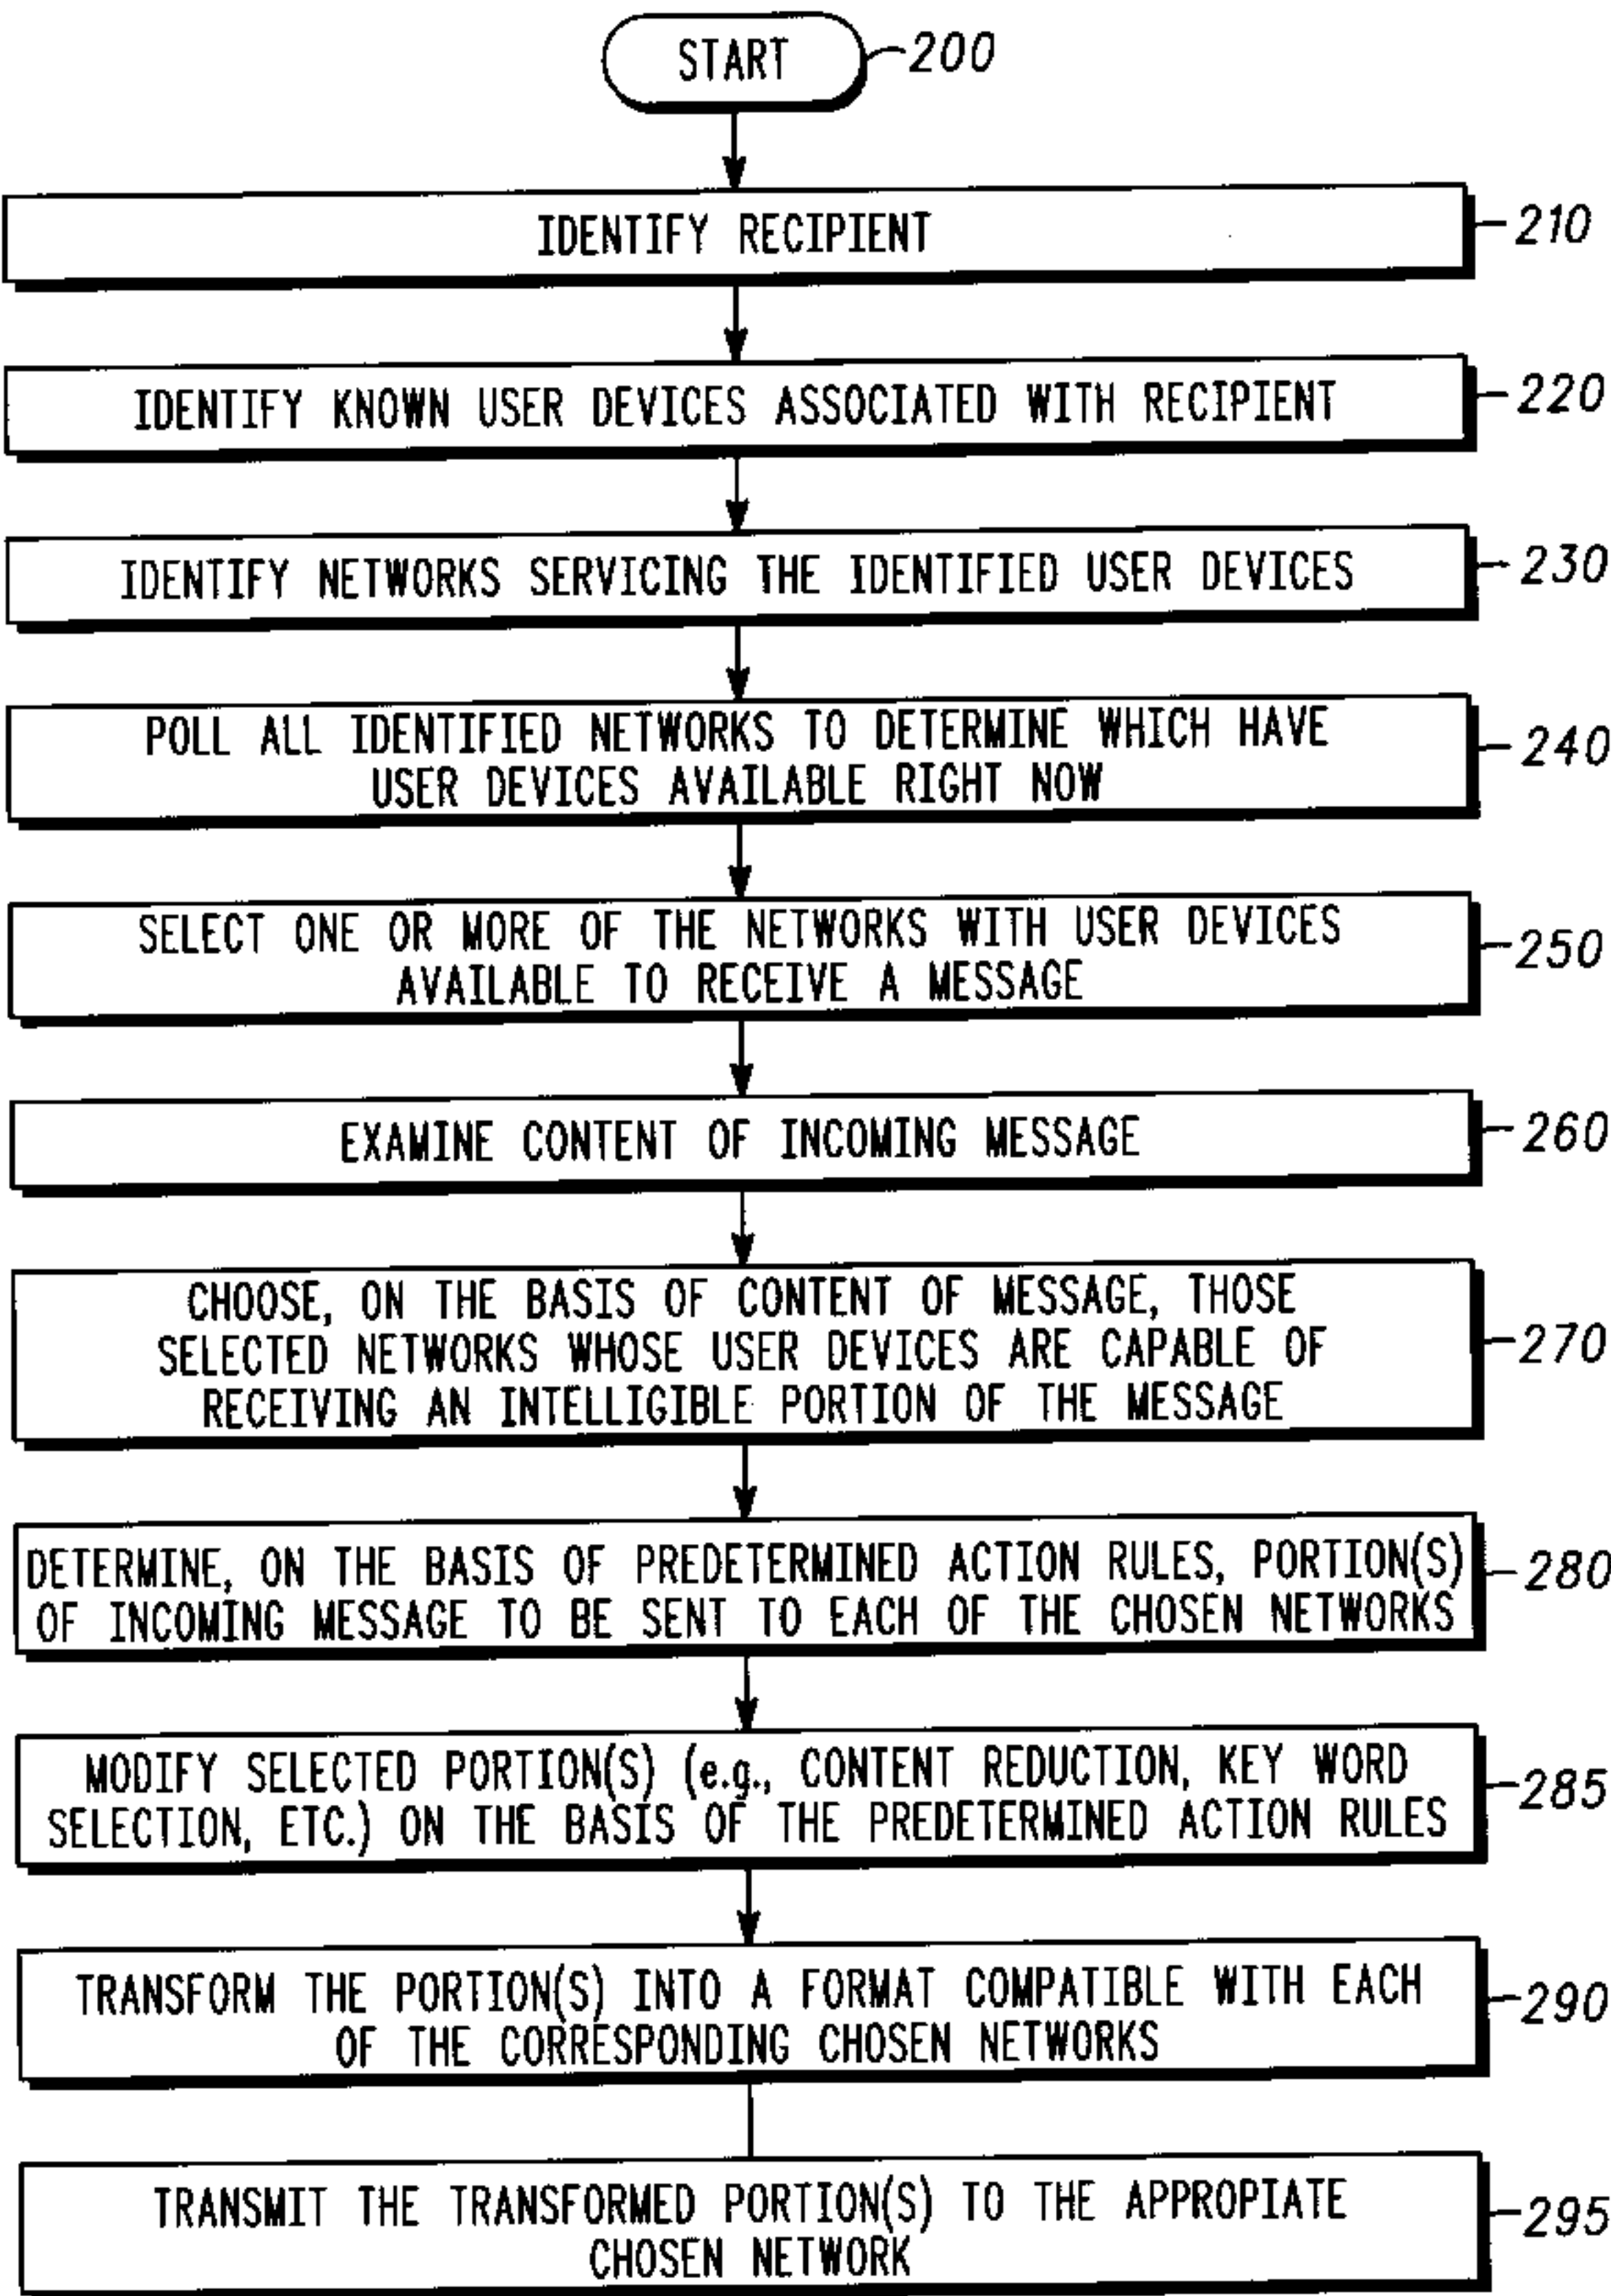 START
200
IDENTIFY RECIPIENT
210
IDENTIFY KNOWN USER DEVICES ASSOCIATED WITH RECIPIENT
220
IDENTIFY NETWORKS SERVICING THE IDENTIFIED USER DEVICES
230
POLL ALL IDENTIFIED NETWORKS TO DETERMINE WHICH HAVE
USER DEVICES AVAILABLE RIGHT NOW
240
SELECT ONE OR MORE OF THE NETWORKS WITH USER DEVICES
AVAILABLE TO RECEIVE A MESSAGE
250
EXAMINE CONTENT OF INCOMING MESSAGE
260
CHOOSE, ON THE BASIS OF CONTENT OF MESSAGE, THOSE
SELECTED NETWORKS WHOSE USER DEVICES ARE CAPABLE OF
RECEIVING AN INTELLIGIBLE PORTION OF THE MESSAGE
270
DETERMINE, ON THE BASIS OF PREDETERMINED ACTION RULES, PORTION(S)
OF INCOMING MESSAGE TO BE SENT TO EACH OF THE CHOSEN NETWORKS
280
MODIFY SELECTED PORTION(S) (e.g., CONTENT REDUCTION, KEY WORD
SELECTION, ETC.) ON THE BASIS OF THE PREDETERMINED ACTION RULES
285
TRANSFORM THE PORTION(S) INTO A FORMAT COMPATIBLE WITH EACH
OF THE CORRESPONDING CHOSEN NETWORKS
290
TRANSMIT THE TRANSFORMED PORTION(S) TO THE APPROPIATE
CHOSEN NETWORK
295